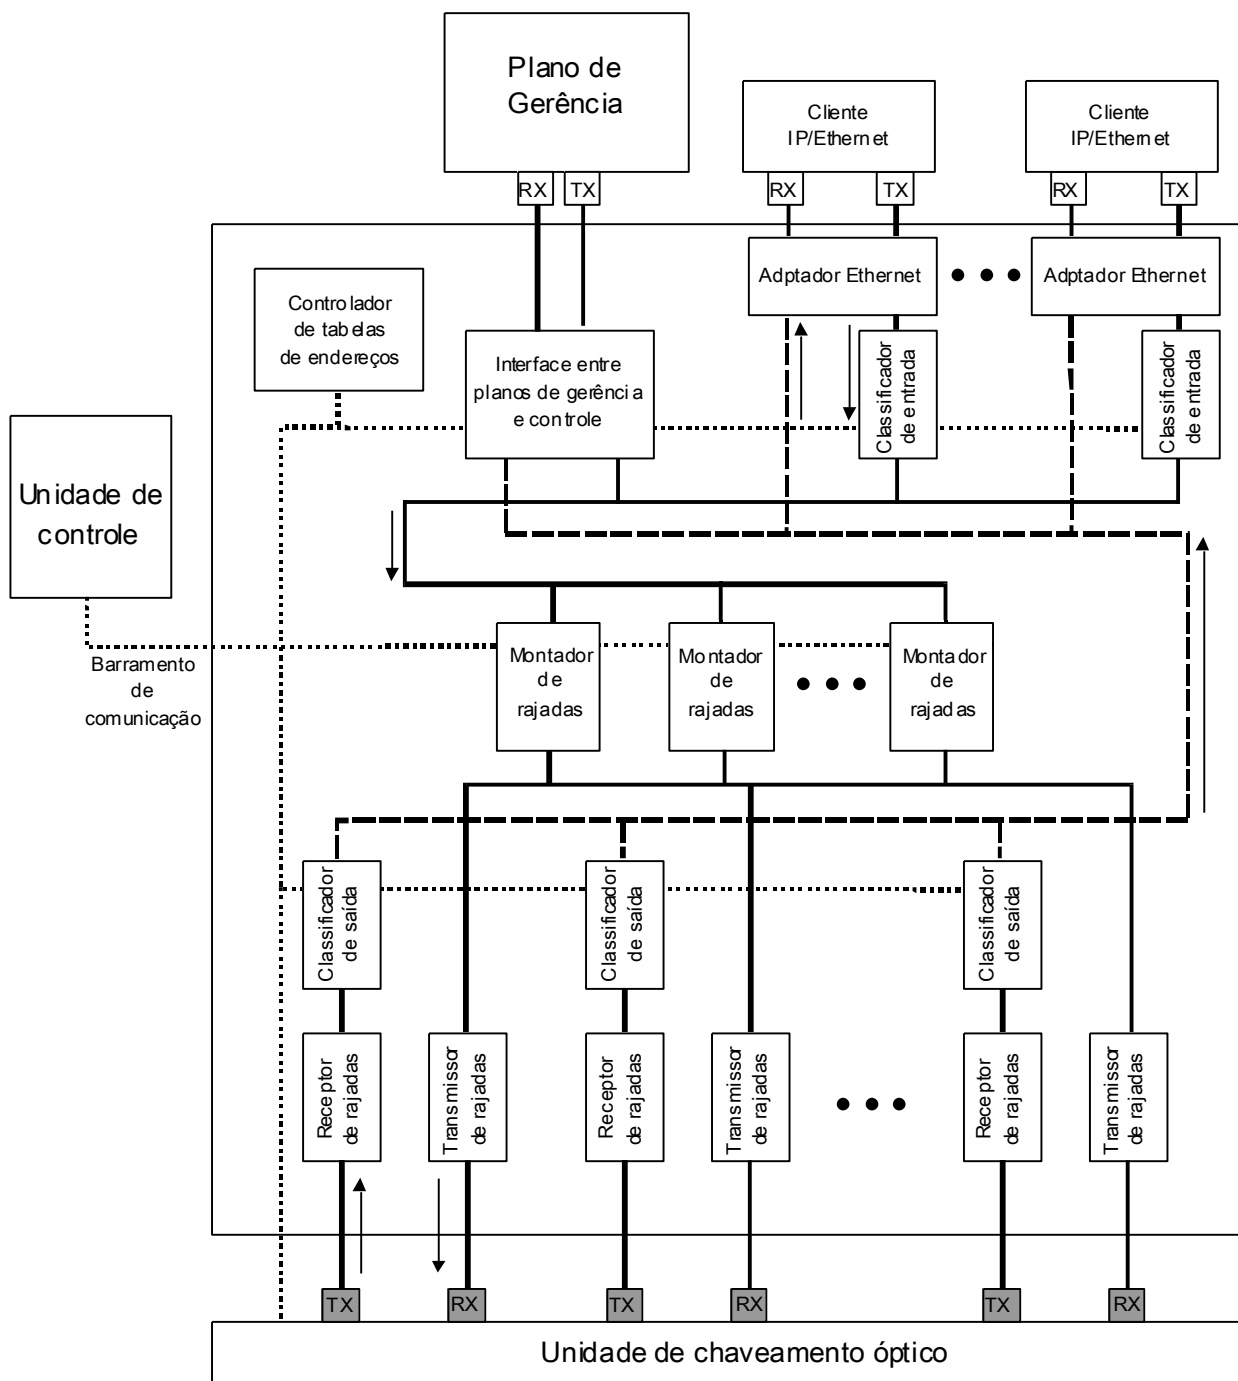 Plano de
Gerência
Cliente
IP/Ethernet
Cliente
IP/Ethernet
RX
TX
RX
TX
RX
TX
Adptador Ethernet
Adptador Ethernet
Controlador
de tabelas
de endereços
Interface entre
planos de gerência
e controle
Classificador
de entrada
Classificador
de entrada
Unidade de
controle
Barramento
de
comunicação
Montador
de
rajadas
Montador
de
rajadas
Montador
de
rajadas
Classificador
de saída
Classificador
de saída
Classificador
de saída
Receptor
de rajadas
Transmissor
de rajadas
Receptor
de rajadas
Transmissor
de rajadas
Receptor
de rajadas
Transmissor
de rajadas
TX
RX
TX
RX
TX
RX
Unidade de chaveamento óptico